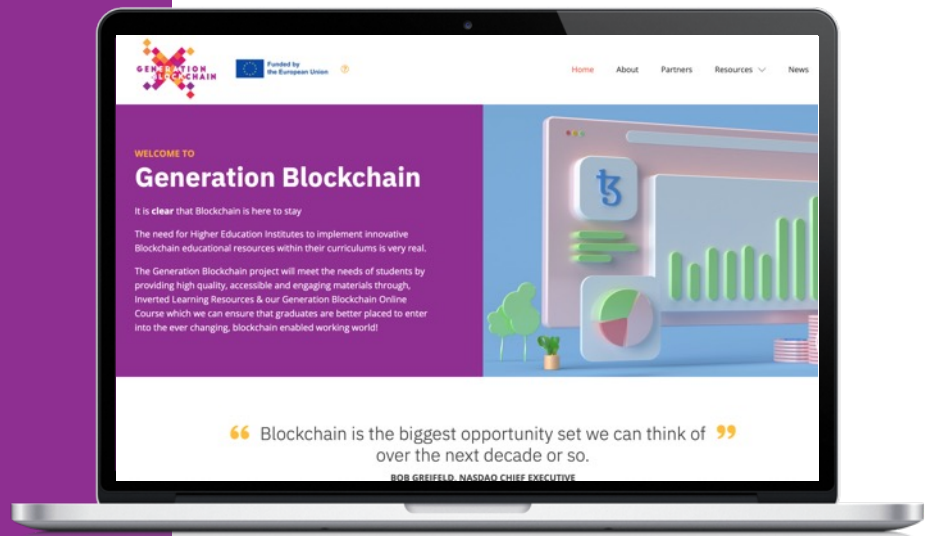 GENERATION
BLOCKCHAIN
Funded by
the European Union
Home About Partners Resources News
WELCOME TO
Generation Blockchain
It is clear that Blockchain is here to stay
The need for Higher Education Institutes to implement innovative
Blockchain educational resources within their curriculums is very real.
The Generation Blockchain project will meet the needs of students by
providing high quality, accessible and engaging materials through,
Inverted Learning Resources & our Generation Blockchain Online
Course which we can ensure that graduates are better placed to enter
into the ever changing, blockchain enabled working world!
“ Blockchain is the biggest opportunity set we can think of ”
over the next decade or so.
BOB GREIFELD, NASDAQ CHIEF EXECUTIVE